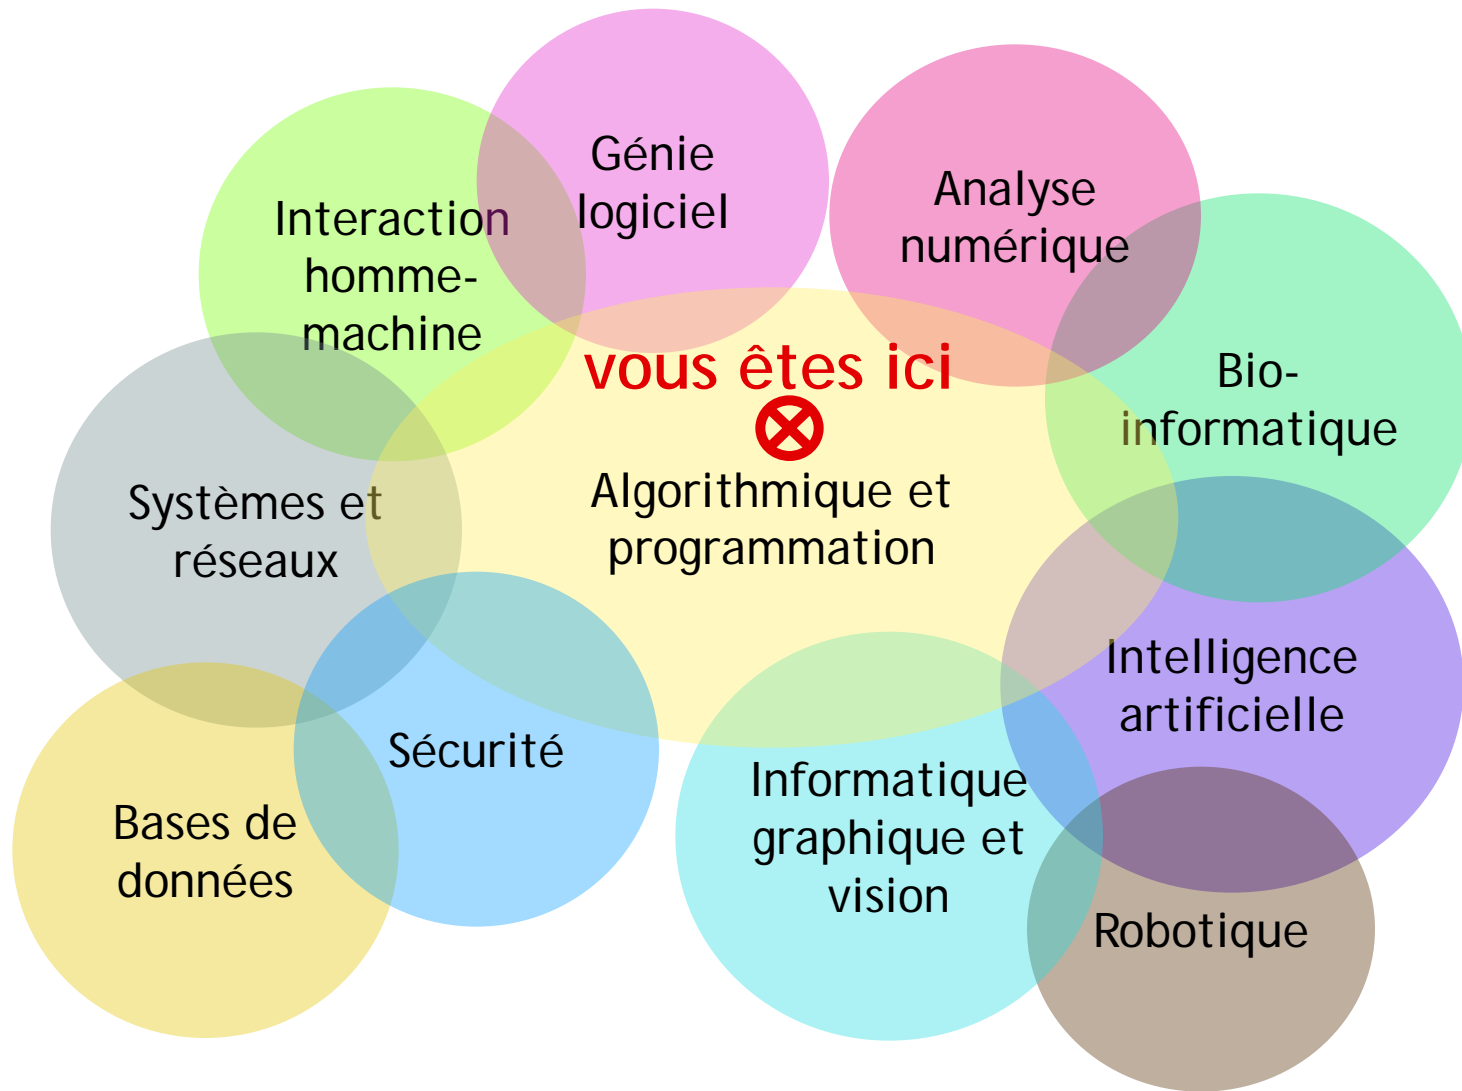 Génie
logiciel
Analyse
numérique
Interaction
homme-
machine
vous êtes ici
Bio-
informatique
Algorithmique et
programmation
Systèmes et
réseaux
Intelligence
artificielle
Sécurité
Informatique
graphique et
vision
Bases de
données
Robotique